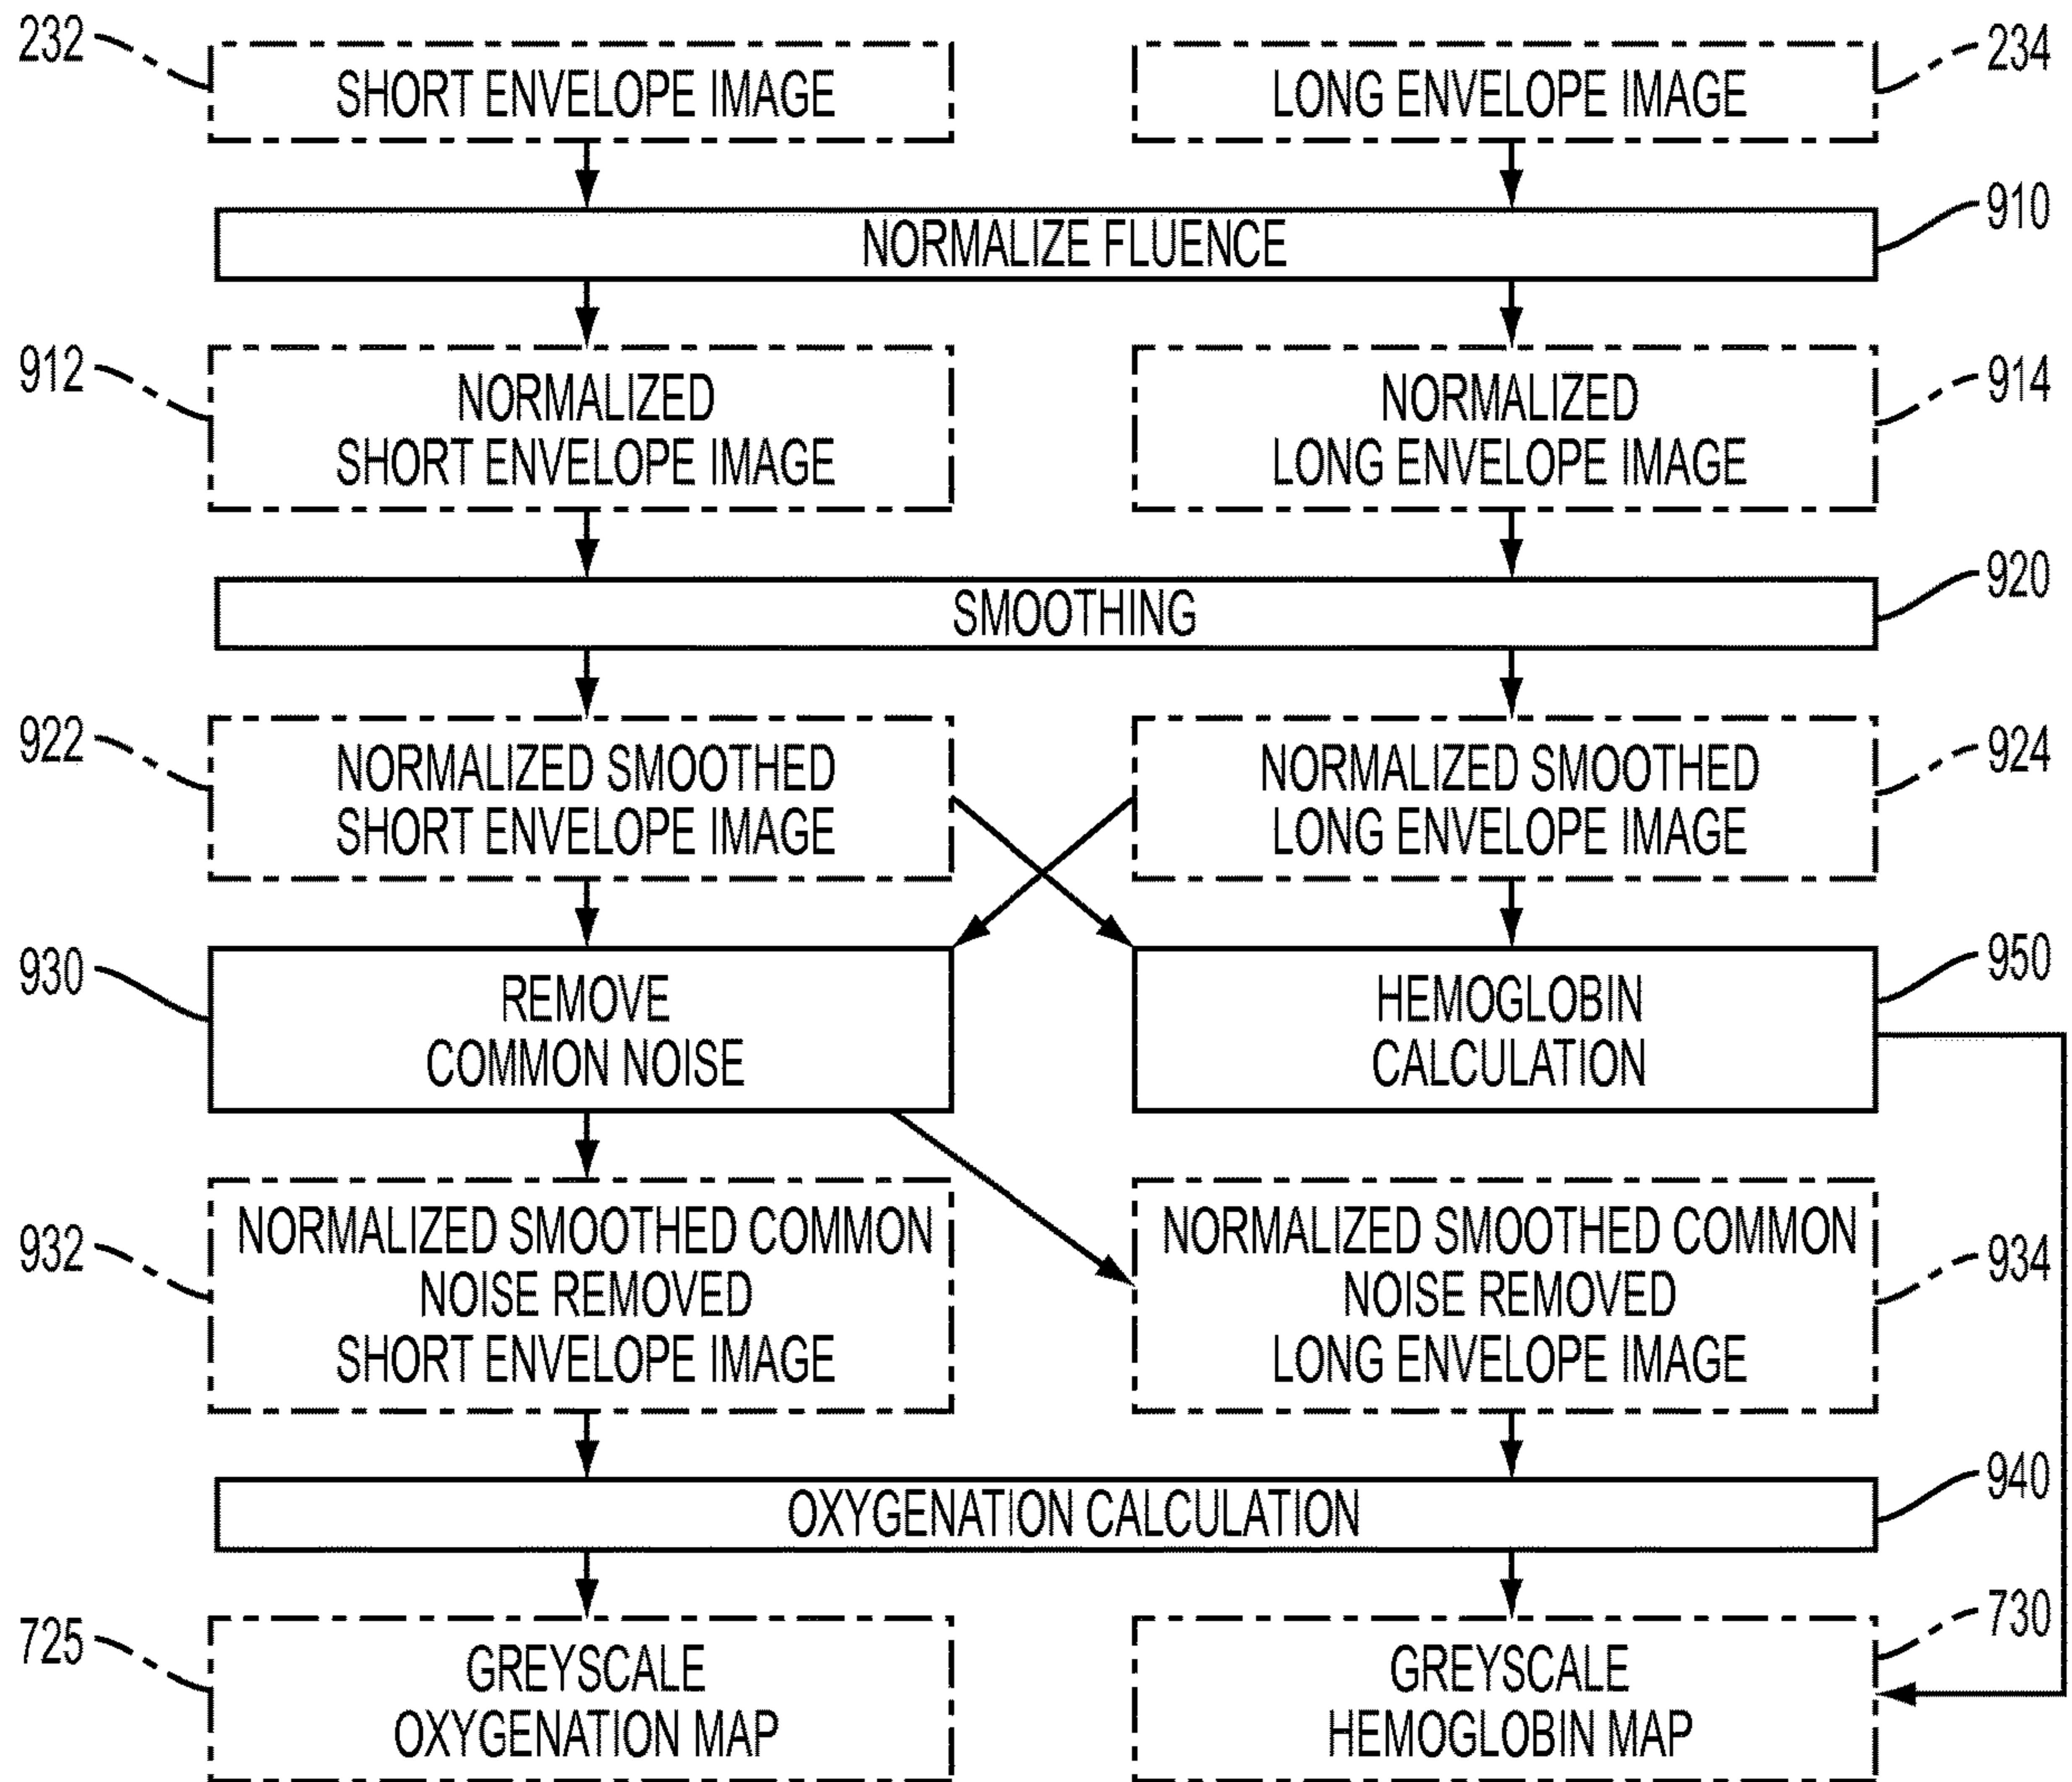 232
SHORT ENVELOPE IMAGE
LONG ENVELOPE IMAGE
234
NORMALIZE FLUENCE
910
912
NORMALIZED
SHORT ENVELOPE IMAGE
NORMALIZED
LONG ENVELOPE IMAGE
914
SMOOTHING
920
922
NORMALIZED SMOOTHED
SHORT ENVELOPE IMAGE
NORMALIZED SMOOTHED
LONG ENVELOPE IMAGE
924
930
REMOVE
COMMON NOISE
HEMOGLOBIN
CALCULATION
950
932
NORMALIZED SMOOTHED COMMON
NOISE REMOVED
SHORT ENVELOPE IMAGE
NORMALIZED SMOOTHED COMMON
NOISE REMOVED
LONG ENVELOPE IMAGE
934
OXYGENATION CALCULATION
940
725
GREYSCALE
OXYGENATION MAP
GREYSCALE
HEMOGLOBIN MAP
730